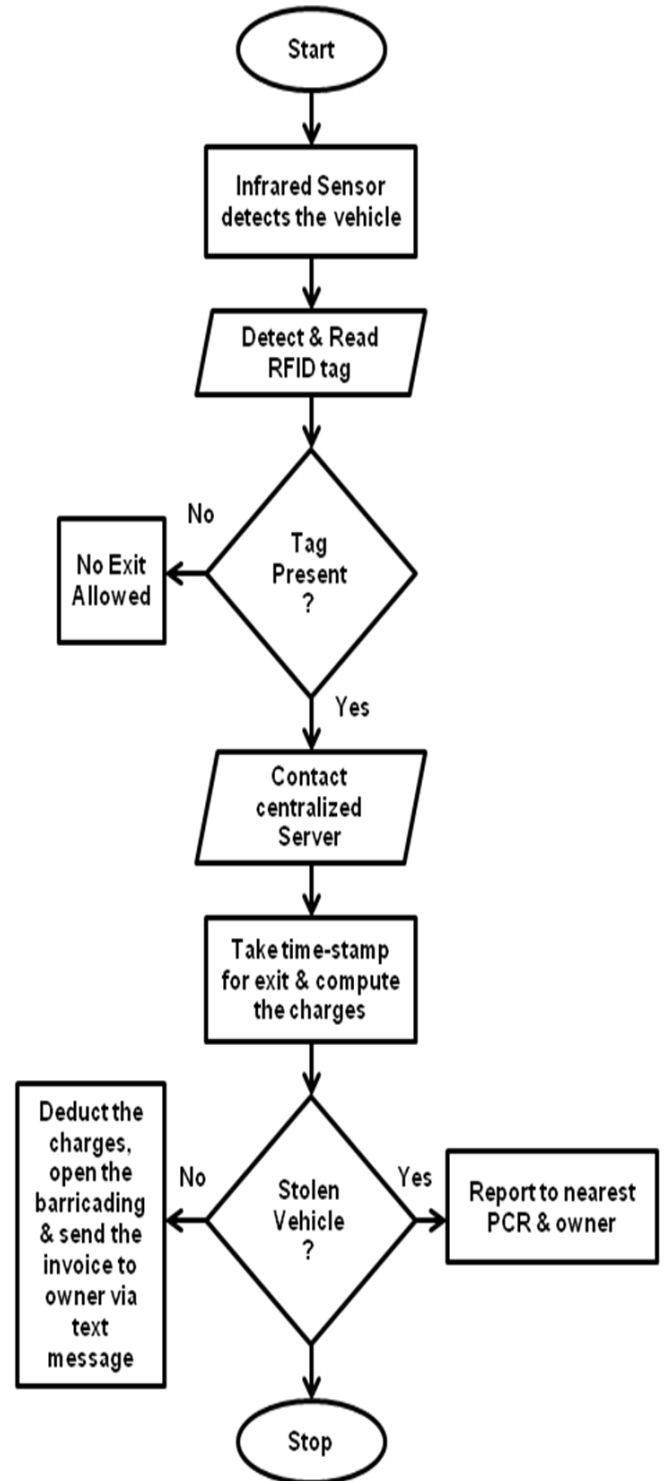 Start
Infrared Sensor
detects the vehicle
Detect & Read
RFID tag
No
Tag
Present
?
No Exit
Allowed
Yes
Contact
centralized
Server
Take time-stamp
for exit & compute
the charges
Deduct the
charges,
open the
barricading
& send the
invoice to
owner via
text
message
No
Stolen
Vehicle
?
Yes
Report to nearest
PCR & owner
Stop